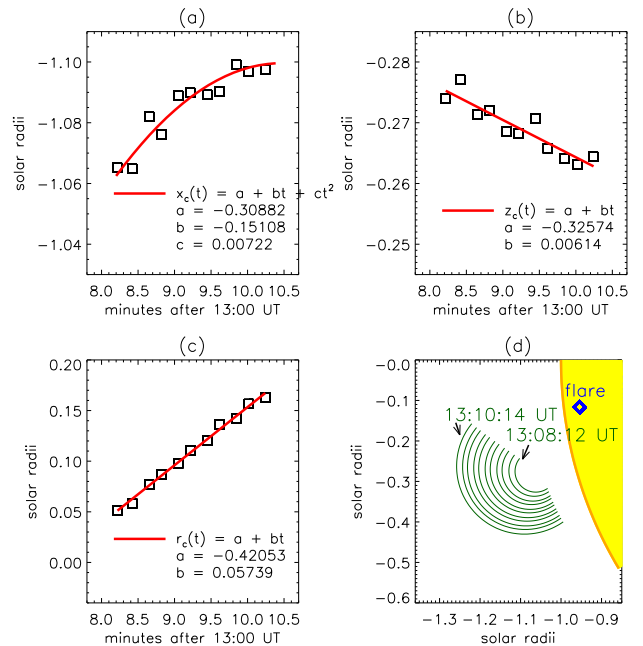 (a)
solar radii
−1.10
−1.08
−1.06
−1.04
x_c(t) = a + bt + ct²
a = −0.30882
b = −0.15108
c = 0.00722
8.0 8.5 9.0 9.5 10.0 10.5
minutes after 13:00 UT
(b)
solar radii
−0.28
−0.27
−0.26
−0.25
z_c(t) = a + bt
a = −0.32574
b = 0.00614
8.0 8.5 9.0 9.5 10.0 10.5
minutes after 13:00 UT
(c)
solar radii
0.20
0.15
0.10
0.05
0.00
r_c(t) = a + bt
a = −0.42053
b = 0.05739
8.0 8.5 9.0 9.5 10.0 10.5
minutes after 13:00 UT
(d)
solar radii
−0.0
−0.1
−0.2
−0.3
−0.4
−0.5
−0.6
flare
13:10:14 UT
13:08:12 UT
−1.3 −1.2 −1.1 −1.0 −0.9
solar radii